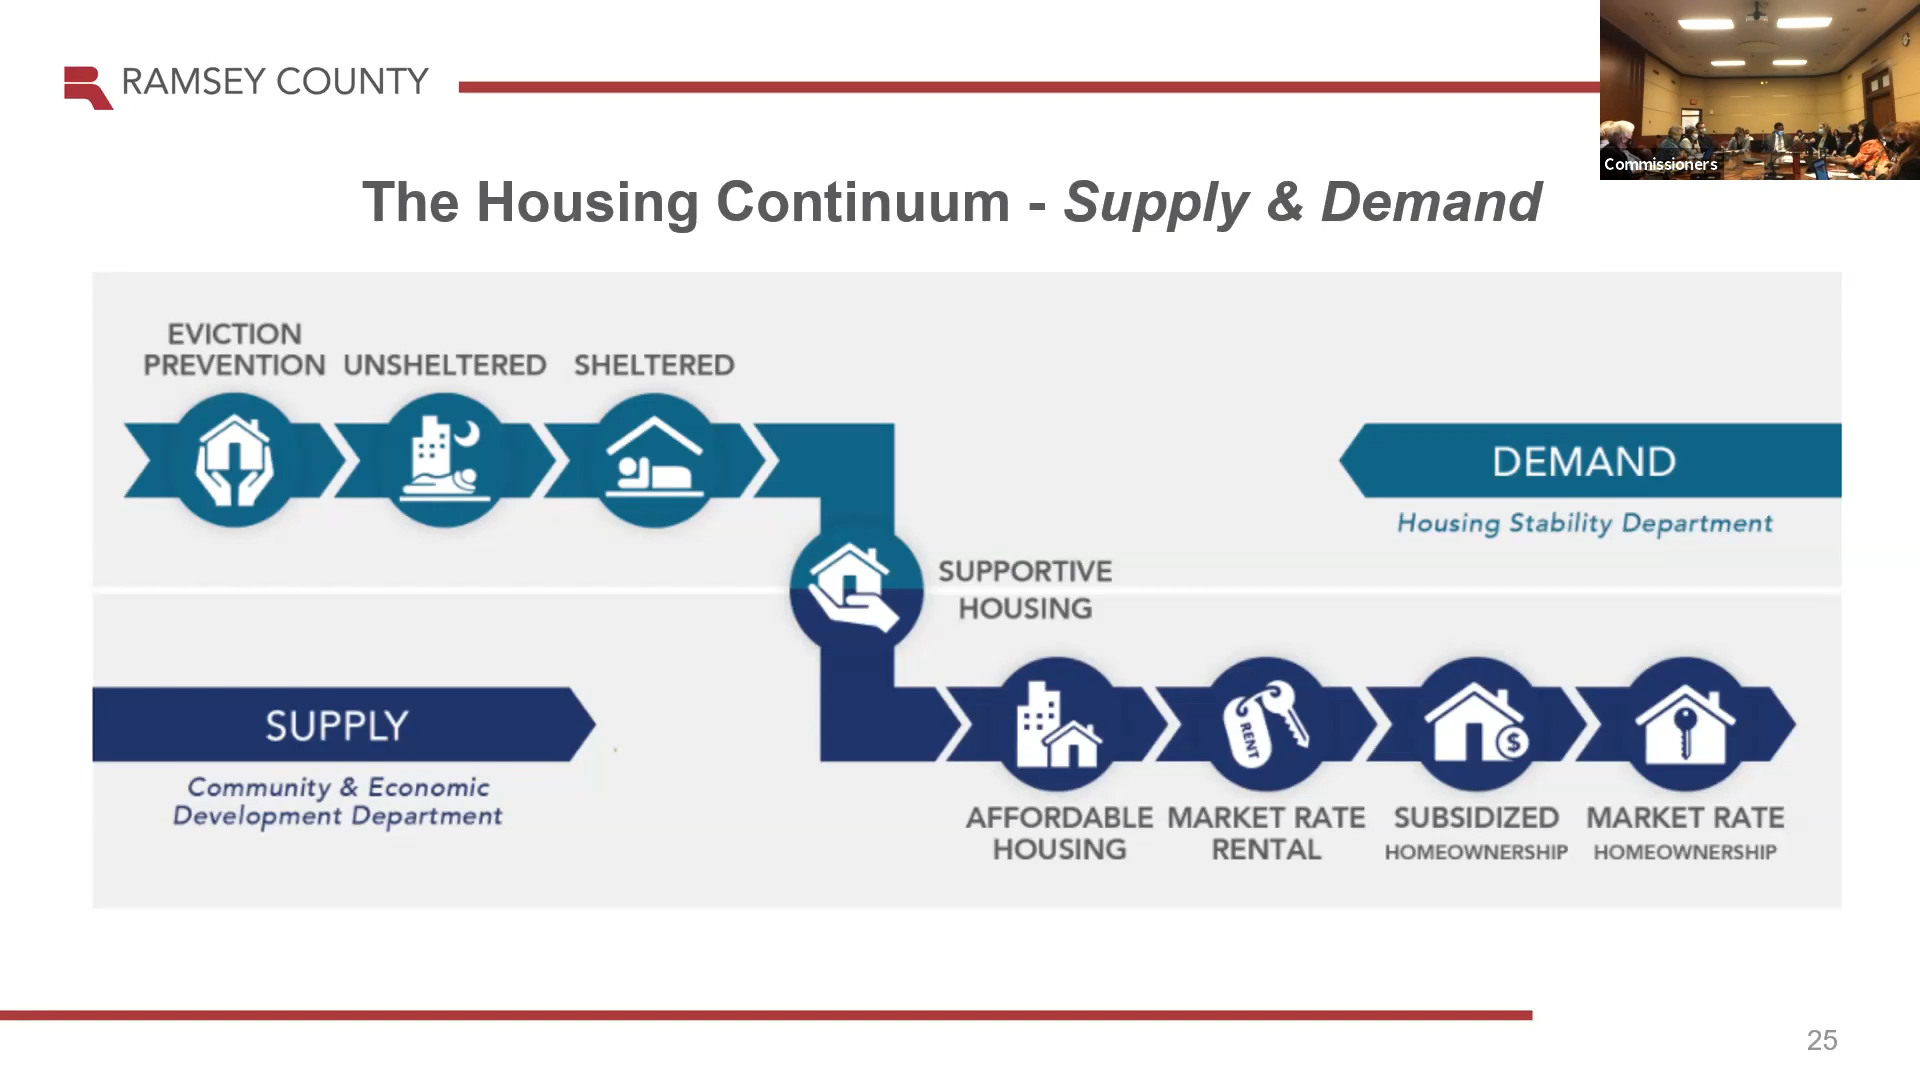 RAMSEY COUNTY
Commissioners
The Housing Continuum - Supply & Demand
EVICTION
PREVENTION
UNSHELTERED
SHELTERED
DEMAND
Housing Stability Department
SUPPORTIVE
HOUSING
SUPPLY
Community & Economic
Development Department
RENT
$
AFFORDABLE
HOUSING
MARKET RATE
RENTAL
SUBSIDIZED
HOMEOWNERSHIP
MARKET RATE
HOMEOWNERSHIP
25